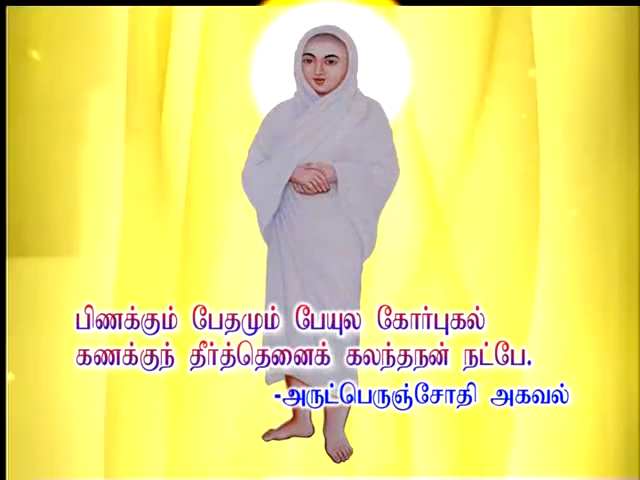 பிணக்கும் பேதமும் பேயுல கோர்புகல்
கணக்குந் தீர்த்தெனைக் கலந்தநன் நட்பே.
-அருட்பெருஞ்சோதி அகவல்